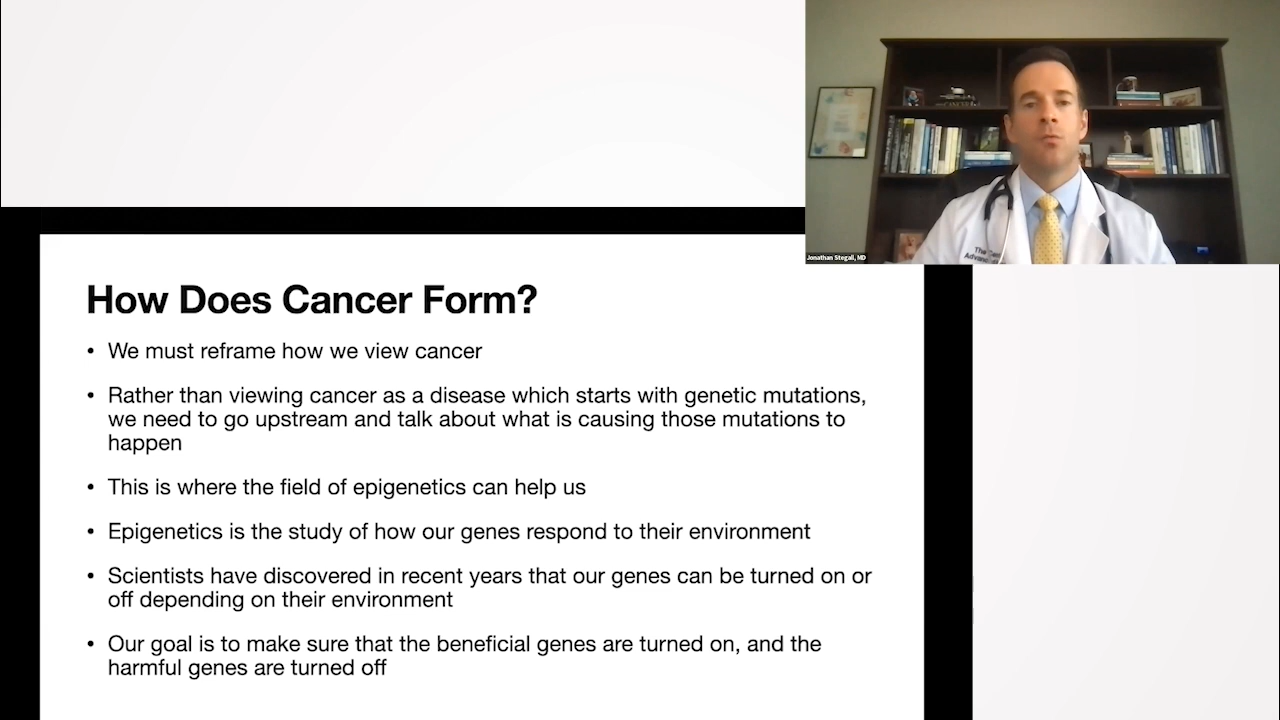 Jonathan Stegall, MD
The
Advan
How Does Cancer Form?
• We must reframe how we view cancer
• Rather than viewing cancer as a disease which starts with genetic mutations,
we need to go upstream and talk about what is causing those mutations to
happen
• This is where the field of epigenetics can help us
• Epigenetics is the study of how our genes respond to their environment
• Scientists have discovered in recent years that our genes can be turned on or
off depending on their environment
• Our goal is to make sure that the beneficial genes are turned on, and the
harmful genes are turned off